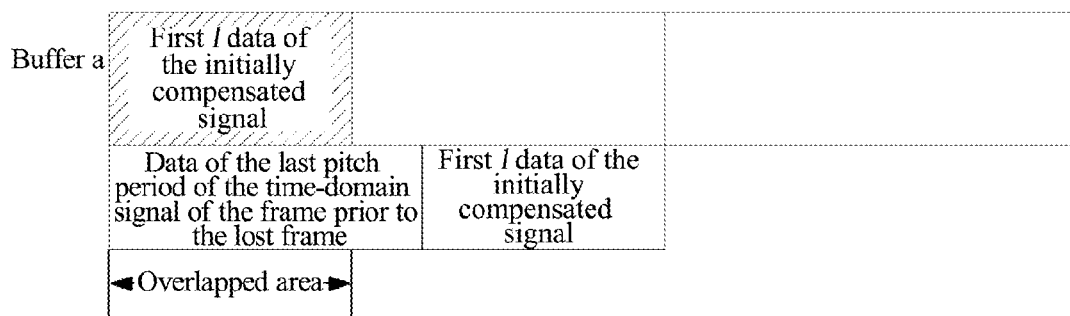 Buffer a
First l data of
the initially
compensated
signal
Data of the last pitch
period of the time-domain
signal of the frame prior to
the lost frame
First l data of the
initially
compensated
signal
Overlapped area